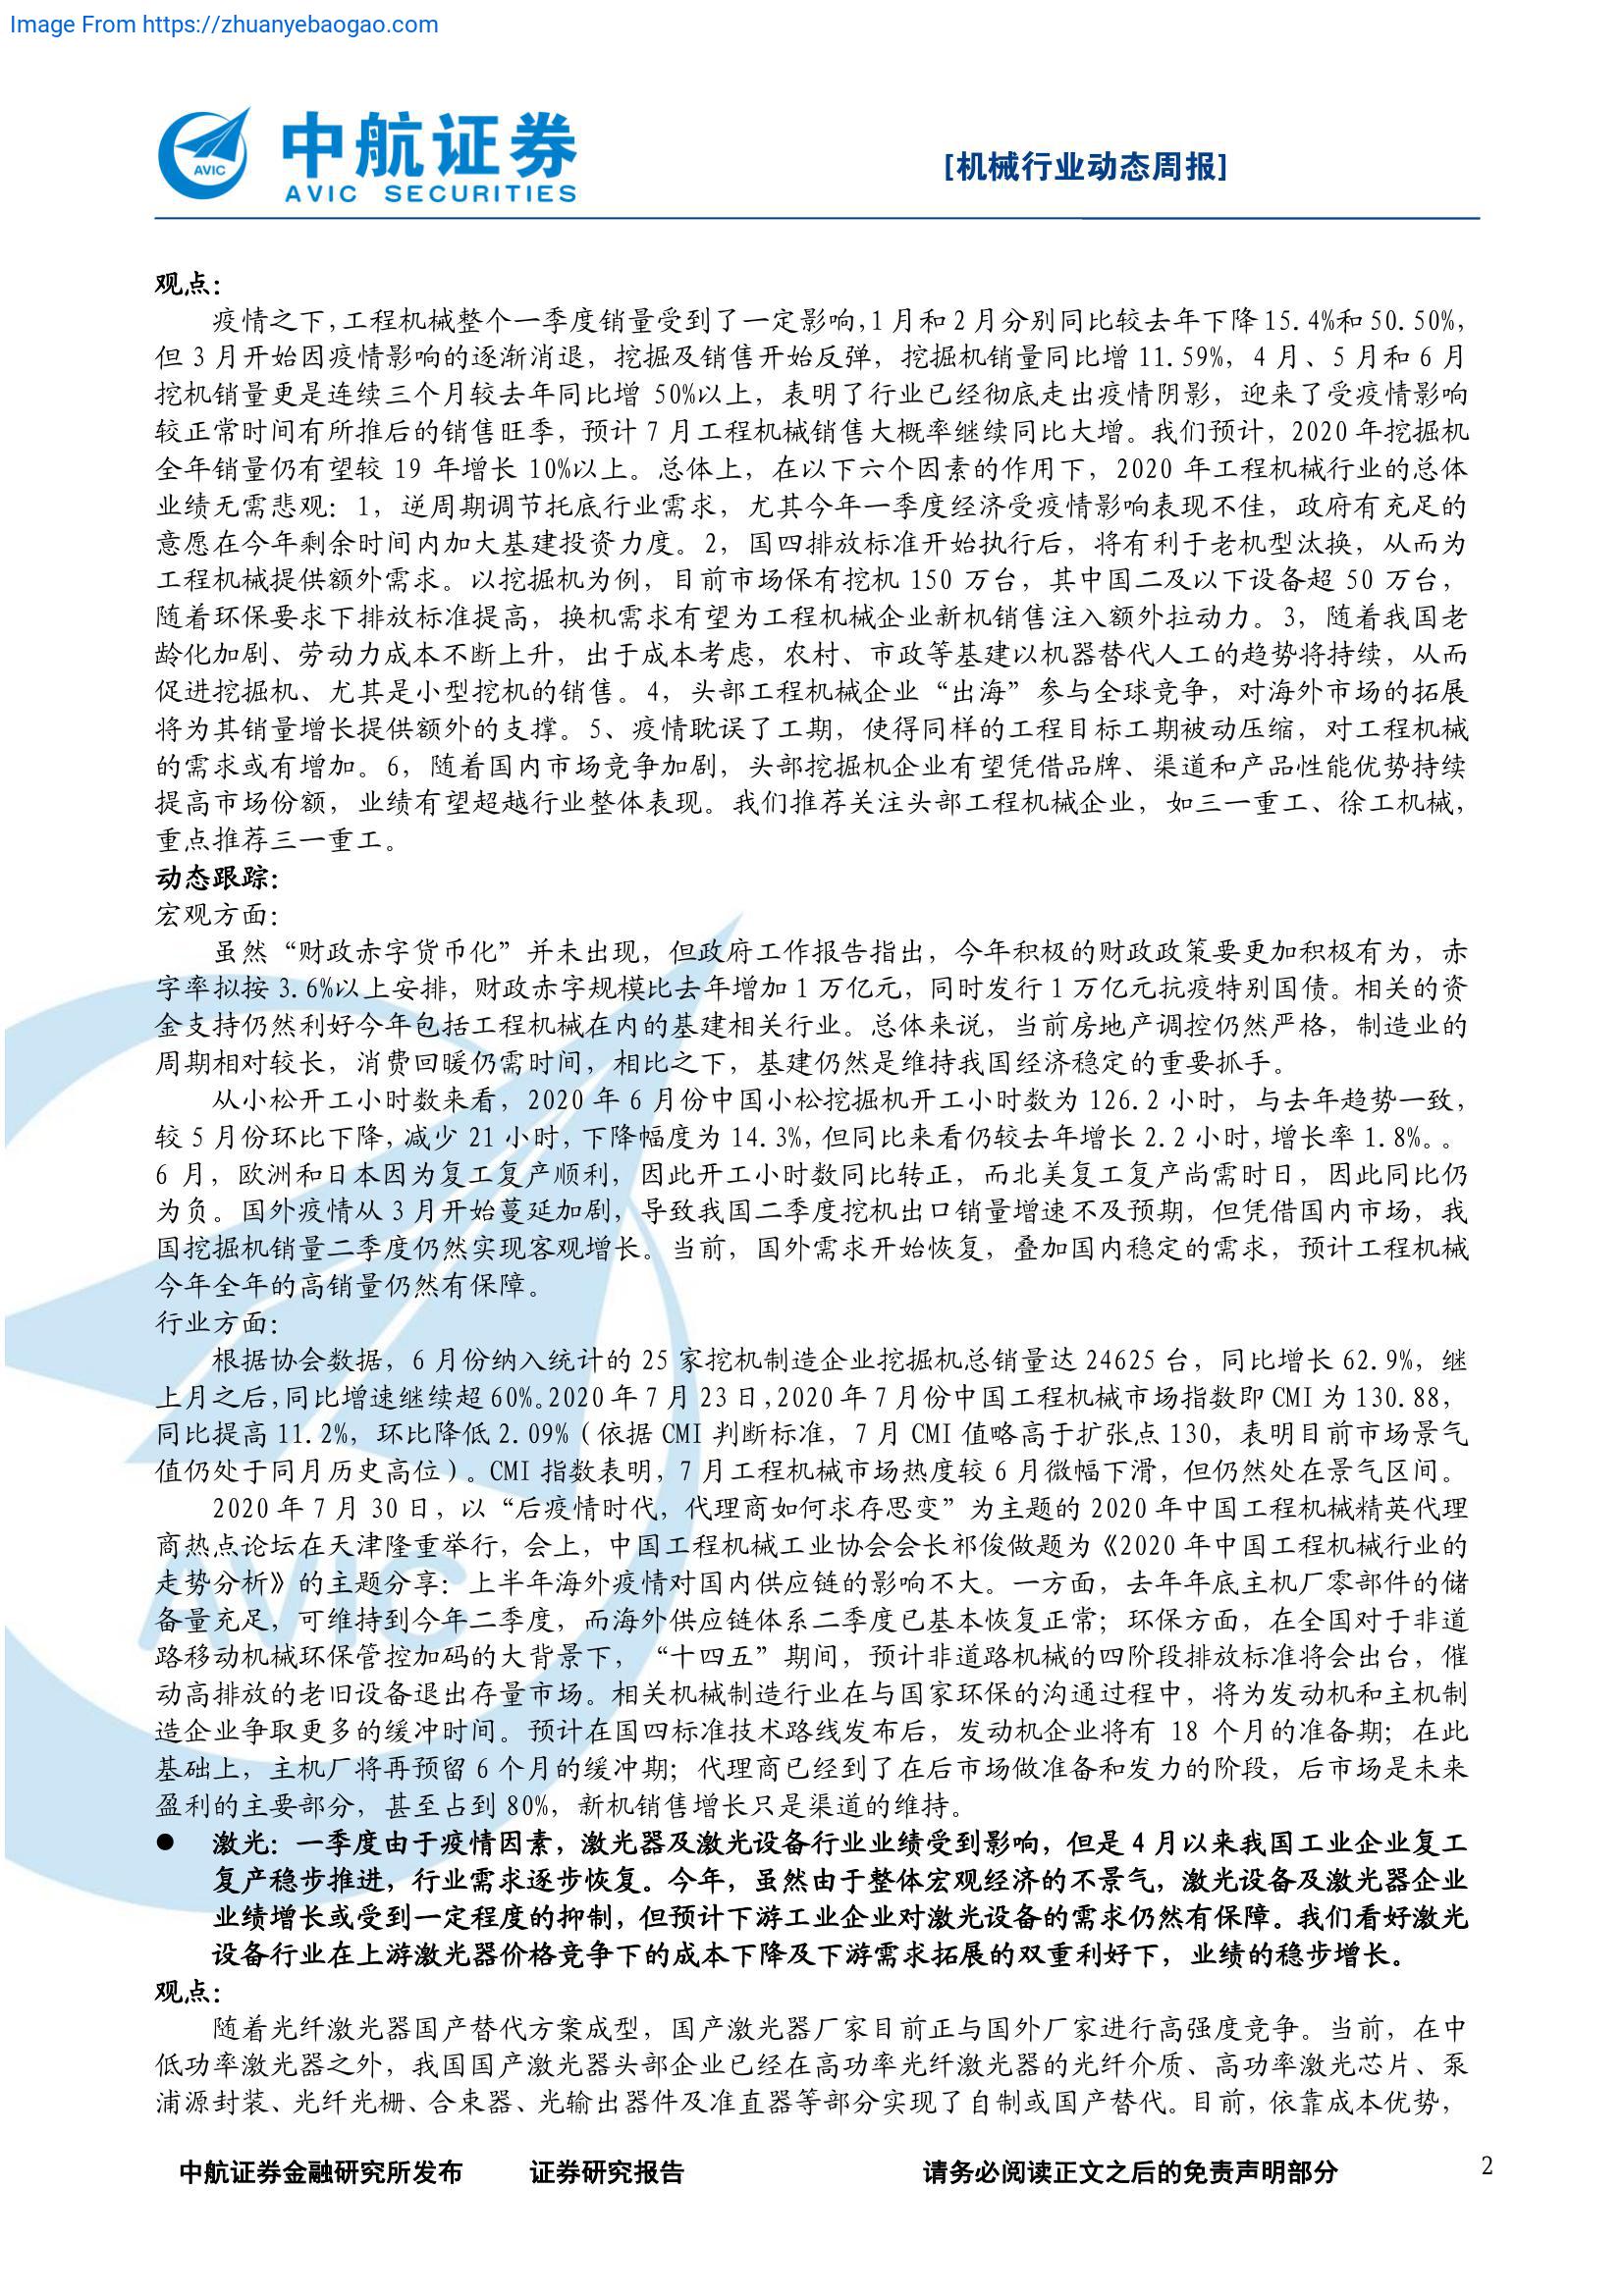 Image From https://zhuanyebaogao.com
AVIC
中航证券
AVIC SECURITIES
[机械行业动态周报]
观点：
疫情之下，工程机械整个一季度销量受到了一定影响，1月和2月分别同比较去年下降15.4%和50.50%，
但3月开始因疫情影响的逐渐消退，挖掘及销售开始反弹，挖掘机销量同比增11.59%，4月、5月和6月
挖机销量更是连续三个月较去年同比增 50%以上，表明了行业已经彻底走出疫情阴影，迎来了受疫情影响
较正常时间有所推后的销售旺季，预计7月工程机械销售大概率继续同比大增。我们预计，2020年挖掘机
全年销量仍有望较 19 年增长 10%以上。总体上，在以下六个因素的作用下，2020 年工程机械行业的总体
业绩无需悲观：1，逆周期调节托底行业需求，尤其今年一季度经济受疫情影响表现不佳，政府有充足的
意愿在今年剩余时间内加大基建投资力度。2，国四排放标准开始执行后，将有利于老机型汰换，从而为
工程机械提供额外需求。以挖掘机为例，目前市场保有挖机 150 万台，其中国二及以下设备超 50 万台，
随着环保要求下排放标准提高，换机需求有望为工程机械企业新机销售注入额外拉动力。3，随着我国老
龄化加剧、劳动力成本不断上升，出于成本考虑，农村、市政等基建以机器替代人工的趋势将持续，从而
促进挖掘机、尤其是小型挖机的销售。4，头部工程机械企业“出海”参与全球竞争，对海外市场的拓展
将为其销量增长提供额外的支撑。5、疫情耽误了工期，使得同样的工程目标工期被动压缩，对工程机械
的需求或有增加。6，随着国内市场竞争加剧，头部挖掘机企业有望凭借品牌、渠道和产品性能优势持续
提高市场份额，业绩有望超越行业整体表现。我们推荐关注头部工程机械企业，如三一重工、徐工机械，
重点推荐三一重工。
动态跟踪：
宏观方面：
虽然“财政赤字货币化”并未出现，但政府工作报告指出，今年积极的财政政策要更加积极有为，赤
字率拟按3.6%以上安排，财政赤字规模比去年增加1万亿元，同时发行1万亿元抗疫特别国债。相关的资
金支持仍然利好今年包括工程机械在内的基建相关行业。总体来说，当前房地产调控仍然严格，制造业的
周期相对较长，消费回暖仍需时间，相比之下，基建仍然是维持我国经济稳定的重要抓手。
从小松开工小时数来看，2020年6月份中国小松挖掘机开工小时数为126.2小时，与去年趋势一致，
较5月份环比下降，减少21小时，下降幅度为14.3%，但同比来看仍较去年增长2.2小时，增长率1.8%。。
6 月，欧洲和日本因为复工复产顺利，因此开工小时数同比转正，而北美复工复产尚需时日，因此同比仍
为负。国外疫情从3月开始蔓延加剧，导致我国二季度挖机出口销量增速不及预期，但凭借国内市场，我
国挖掘机销量二季度仍然实现客观增长。当前，国外需求开始恢复，叠加国内稳定的需求，预计工程机械
今年全年的高销量仍然有保障。
行业方面：
根据协会数据，6月份纳入统计的25家挖机制造企业挖掘机总销量达24625台，同比增长62.9%，继
上月之后，同比增速继续超60%。2020年7月23日，2020年7月份中国工程机械市场指数即CMI为130.88，
同比提高11.2%，环比降低2.09%（依据CMI判断标准，7月CMI值略高于扩张点130，表明目前市场景气
值仍处于同月历史高位）。CMI指数表明，7月工程机械市场热度较6月微幅下滑，但仍然处在景气区间。
2020年7月30日，以“后疫情时代，代理商如何求存思变”为主题的2020年中国工程机械精英代理
商热点论坛在天津隆重举行，会上，中国工程机械工业协会会长祁俊做题为《2020年中国工程机械行业的
走势分析》的主题分享：上半年海外疫情对国内供应链的影响不大。一方面，去年年底主机厂零部件的储
备量充足，可维持到今年二季度，而海外供应链体系二季度已基本恢复正常；环保方面，在全国对于非道
路移动机械环保管控加码的大背景下，“十四五”期间，预计非道路机械的四阶段排放标准将会出台，催
动高排放的老旧设备退出存量市场。相关机械制造行业在与国家环保的沟通过程中，将为发动机和主机制
造企业争取更多的缓冲时间。预计在国四标准技术路线发布后，发动机企业将有 18 个月的准备期；在此
基础上，主机厂将再预留6个月的缓冲期；代理商已经到了在后市场做准备和发力的阶段，后市场是未来
盈利的主要部分，甚至占到80%，新机销售增长只是渠道的维持。
● 激光：一季度由于疫情因素，激光器及激光设备行业业绩受到影响，但是4月以来我国工业企业复工
复产稳步推进，行业需求逐步恢复。今年，虽然由于整体宏观经济的不景气，激光设备及激光器企业
业绩增长或受到一定程度的抑制，但预计下游工业企业对激光设备的需求仍然有保障。我们看好激光
设备行业在上游激光器价格竞争下的成本下降及下游需求拓展的双重利好下，业绩的稳步增长。
观点：
随着光纤激光器国产替代方案成型，国产激光器厂家目前正与国外厂家进行高强度竞争。当前，在中
低功率激光器之外，我国国产激光器头部企业已经在高功率光纤激光器的光纤介质、高功率激光芯片、泵
浦源封装、光纤光栅、合束器、光输出器件及准直器等部分实现了自制或国产替代。目前，依靠成本优势，
中航证券金融研究所发布 证券研究报告 请务必阅读正文之后的免责声明部分 2